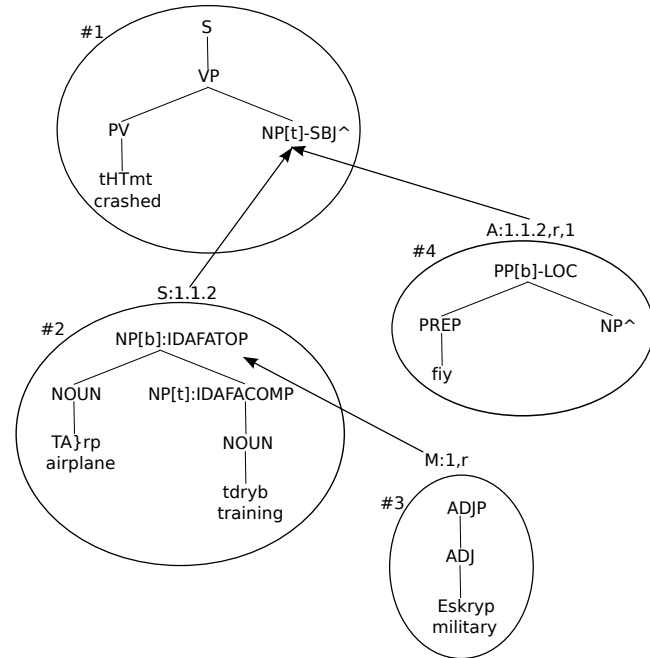 #1
S
VP
PV NP[t]-SBJ^
tHTmt
crashed
S:1.1.2
#2
NP[b]:IDAFATOP
NOUN NP[t]:IDAFACOMP
TA}rp NOUN
airplane
tdryb
training
A:1.1.2,r,1
#4
PP[b]-LOC
PREP NP^
fiy
M:1,r
#3
ADJP
ADJ
Eskryp
military